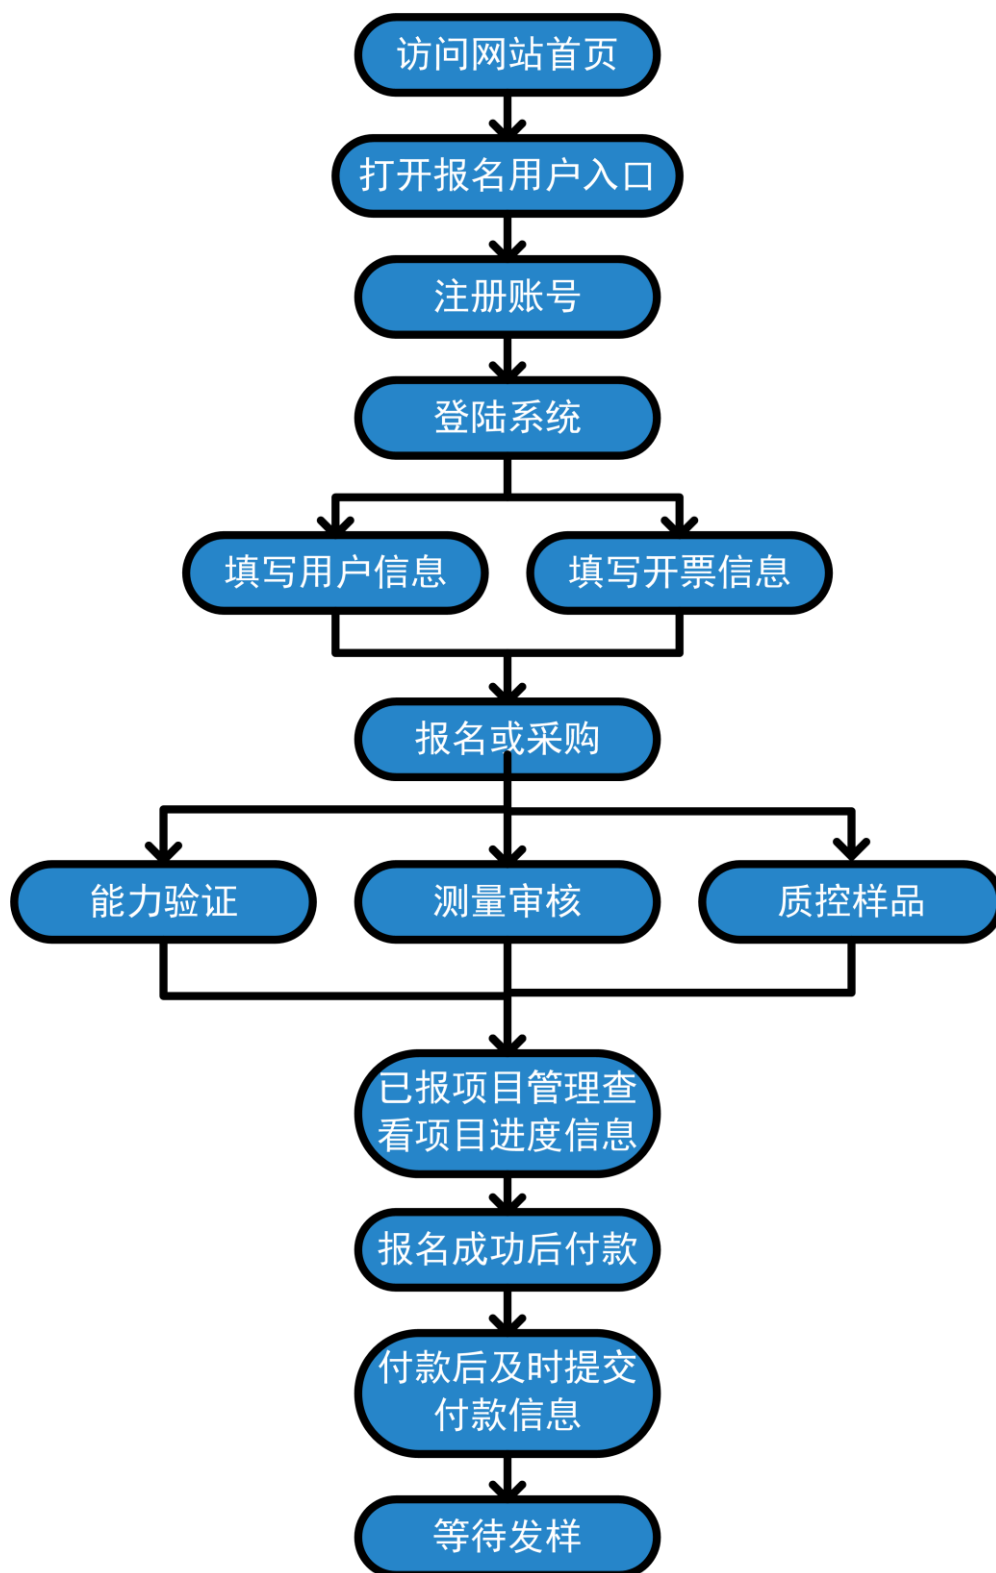 访问网站首页
打开报名用户入口
注册账号
登陆系统
填写用户信息
填写开票信息
报名或采购
能力验证
测量审核
质控样品
已报项目管理查
看项目进度信息
报名成功后付款
付款后及时提交
付款信息
等待发样